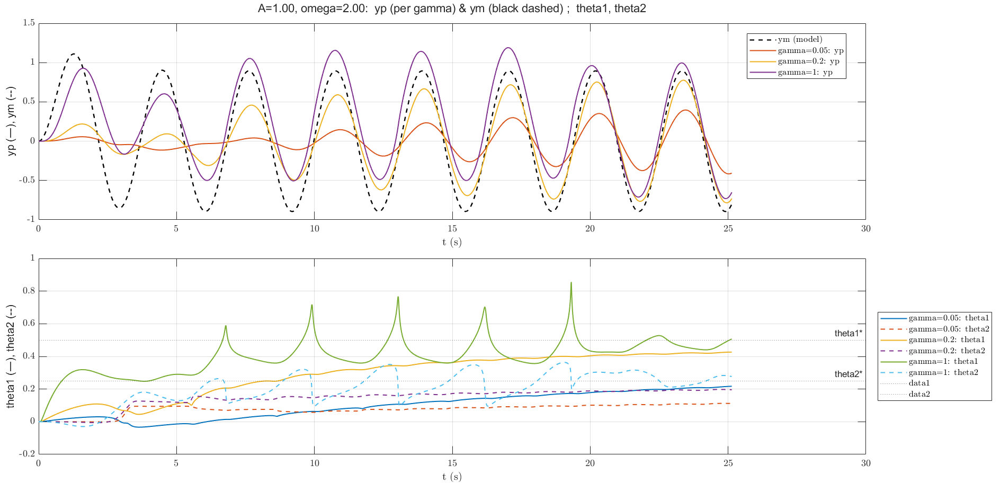 A=1.00, omega=2.00:  yp (per gamma) & ym (black dashed) ;  theta1, theta2
yp (—), ym (--)
1.5
1
0.5
0
-0.5
-1
0 5 10 15 20 25 30
t (s)
ym (model)
gamma=0.05: yp
gamma=0.2: yp
gamma=1: yp
theta1 (—), theta2 (--)
1
0.8
0.6
0.4
0.2
0
-0.2
0 5 10 15 20 25 30
t (s)
theta1*
theta2*
gamma=0.05: theta1
gamma=0.05: theta2
gamma=0.2: theta1
gamma=0.2: theta2
gamma=1: theta1
gamma=1: theta2
data1
data2